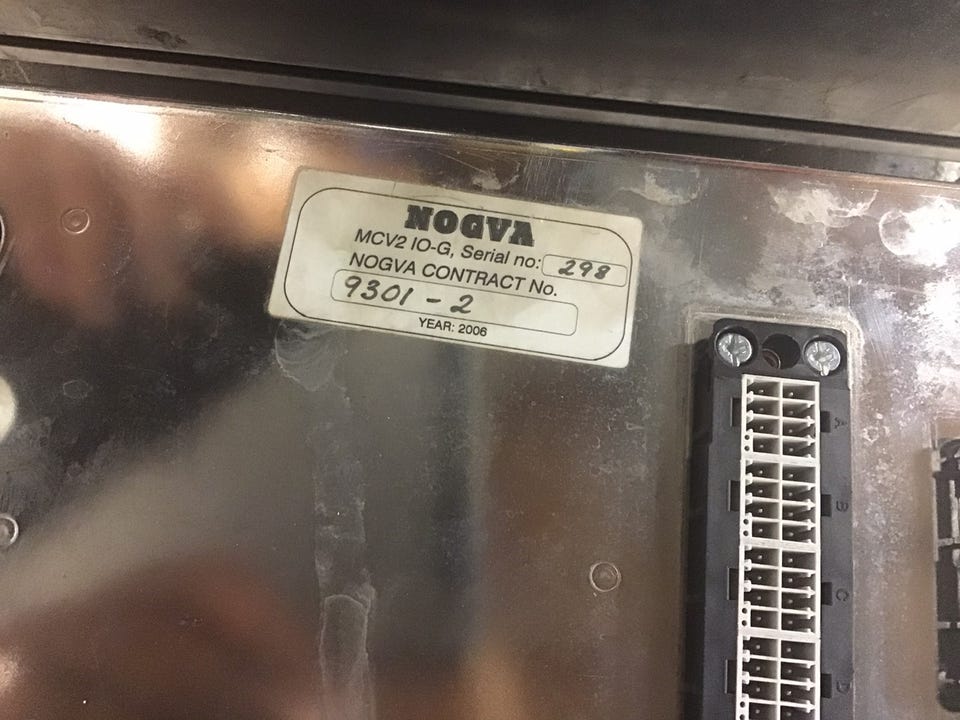 NOGVA
MCV2 IO-G, Serial no: 298
NOGVA CONTRACT No.
9301 - 2
YEAR: 2006
A
B
C
D